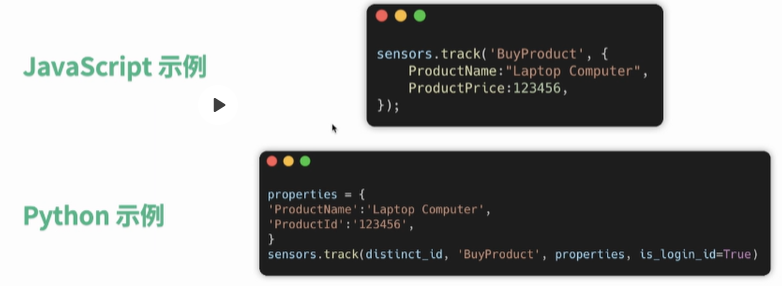 JavaScript 示例
sensors.track('BuyProduct', {
    ProductName:"Laptop Computer",
    ProductPrice:123456,
});
Python 示例
properties = {
'ProductName':'Laptop Computer',
'ProductId':'123456',
}
sensors.track(distinct_id, 'BuyProduct', properties, is_login_id=True)